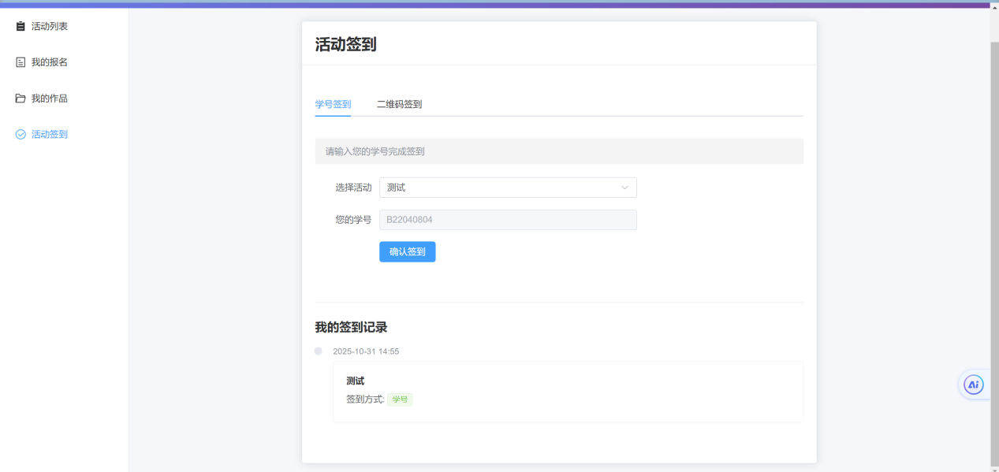 活动列表
我的报名
我的作品
活动签到
活动签到
学号签到 二维码签到
请输入您的学号完成签到
选择活动 测试
您的学号 B22040804
确认签到
我的签到记录
2025-10-31 14:55
测试
签到方式: 学号
Ai